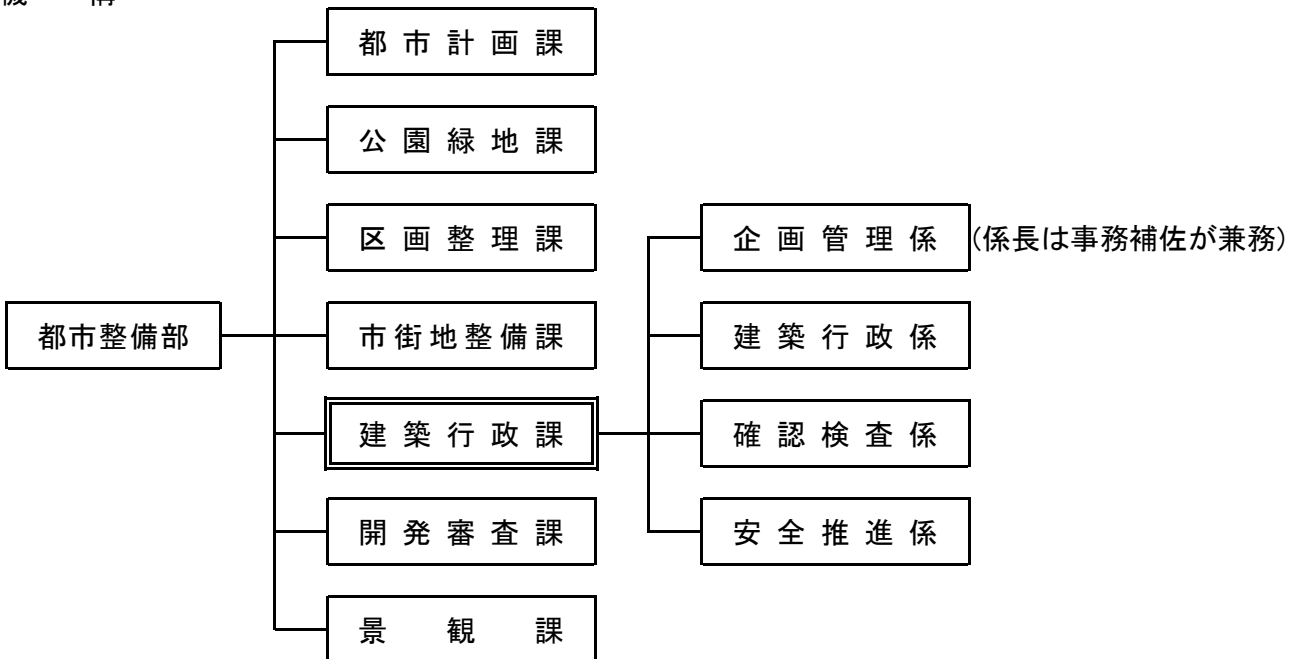 機 構
都市計画課
公園緑地課
区画整理課
企画管理係 (係長は事務補佐が兼務)
都市整備部
市街地整備課
建築行政係
建築行政課
確認検査係
開発審査課
安全推進係
景観課